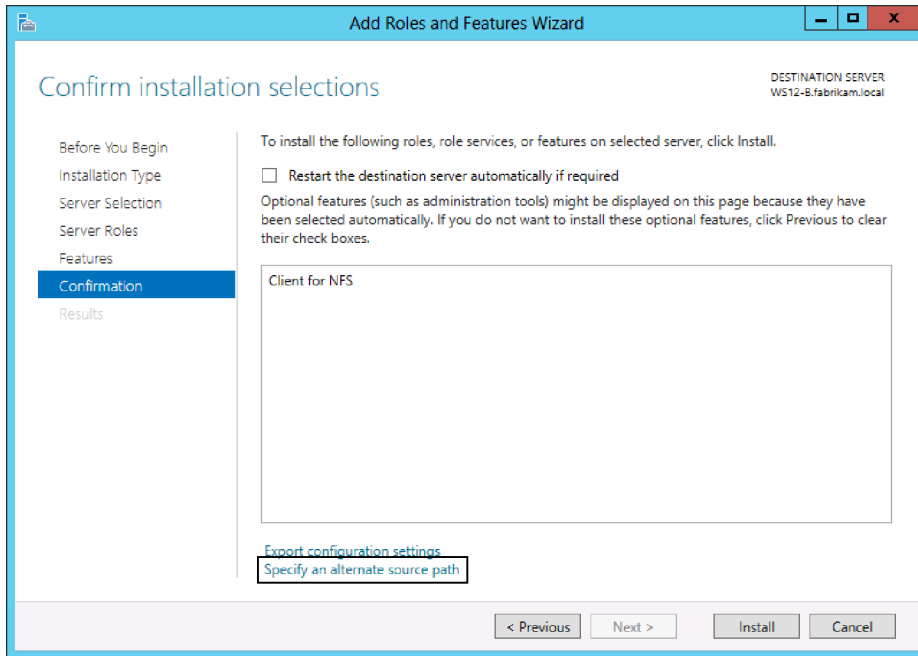 Add Roles and Features Wizard
Confirm installation selections
DESTINATION SERVER
WS12-B.fabrikam.local
Before You Begin
Installation Type
Server Selection
Server Roles
Features
Confirmation
Results
To install the following roles, role services, or features on selected server, click Install.
Restart the destination server automatically if required
Optional features (such as administration tools) might be displayed on this page because they have
been selected automatically. If you do not want to install these optional features, click Previous to clear
their check boxes.
Client for NFS
Export configuration settings
Specify an alternate source path
< Previous
Next >
Install
Cancel